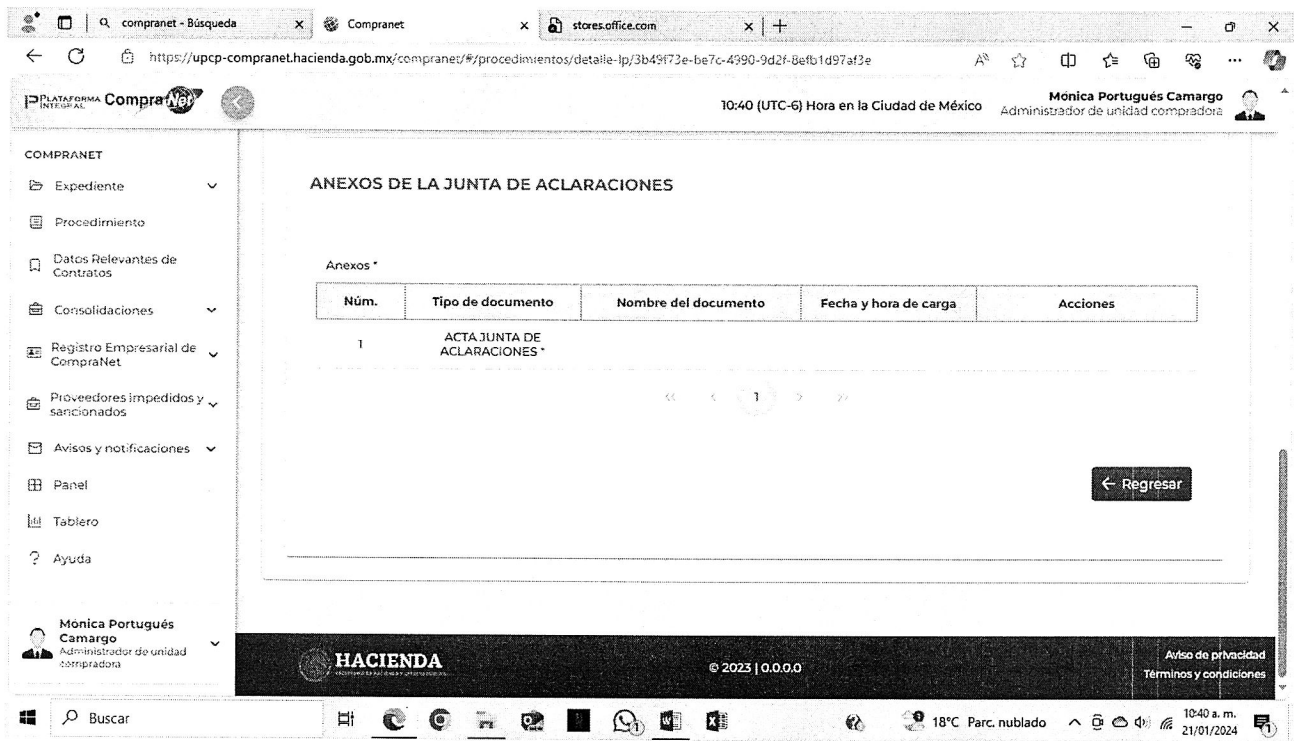 compranet - Búsqueda
Compranet
stores.office.com
https://upcp-compranet.hacienda.gob.mx/compranet/#/procedimientos/detalle-lp/3b49f73e-be7c-4990-9d2f-8efb1d97af3e
PLATAFORMA INTEGRAL CompraNet
10:40 (UTC-6) Hora en la Ciudad de México
Mónica Portugués Camargo
Administrador de unidad compradora
COMPRANET
Expediente
Procedimiento
Datos Relevantes de
Contratos
Consolidaciones
Registro Empresarial de
CompraNet
Proveedores impedidos y
sancionados
Avisos y notificaciones
Panel
Tablero
? Ayuda
Mónica Portugués
Camargo
Administrador de unidad
compradora
ANEXOS DE LA JUNTA DE ACLARACIONES
Anexos *
Núm. Tipo de documento Nombre del documento Fecha y hora de carga Acciones
1 ACTA JUNTA DE
ACLARACIONES *
<< < 1 > >>
← Regresar
HACIENDA
© 2023 | 0.0.0.0
Aviso de privacidad
Términos y condiciones
Buscar
18°C Parc. nublado
10:40 a. m.
21/01/2024